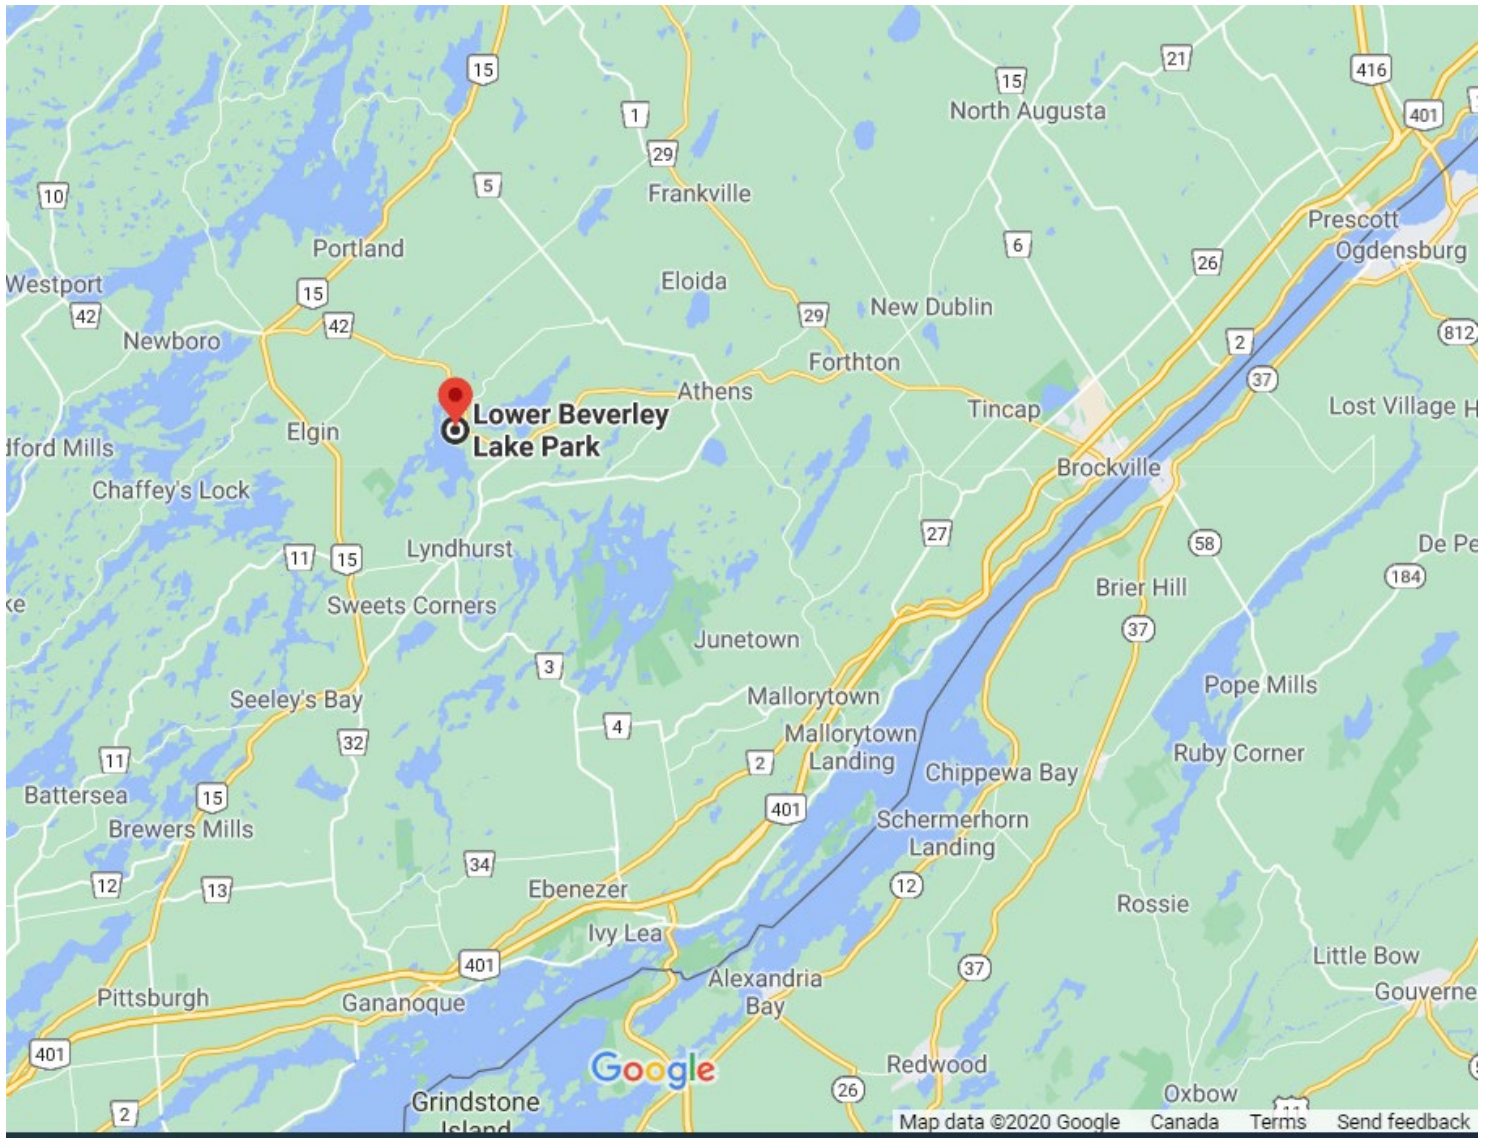 15
21
416
15
North Augusta
401
1
29
Frankville
10
5
Prescott
Portland
6
26
Ogdensburg
Westport
15
Eloida
New Dublin
42
42
29
812
Newboro
2
Forthton
37
Athens
Lower Beverley
Lake Park
Tincap
Lost Village H
Elgin
dford Mills
Brockville
Chaffey's Lock
27
11
15
Lyndhurst
58
De Pe
184
ke
Sweets Corners
Brier Hill
37
Junetown
3
Seeley's Bay
Mallorytown
Pope Mills
4
32
Mallorytown
Landing
11
2
Ruby Corner
Chippewa Bay
Battersea
15
401
Brewers Mills
Schermerhorn
Landing
34
12
13
Ebenezer
12
Rossie
Ivy Lea
Little Bow
401
37
Pittsburgh
Gananoque
Alexandria
Bay
Gouverne
401
Google
Redwood
26
Oxbow
2
Grindstone
Island
11
Map data ©2020 Google Canada Terms Send feedback